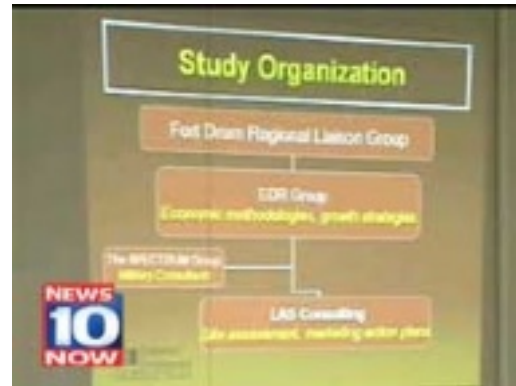 Study Organization
Fort Drum Regional Liaison Group
EDR Group
Economic methodologies, growth strategies
The SPECTRUM Group
Military Consultant
LAS Consulting
assessment, marketing action plans
NEWS
10
NOW